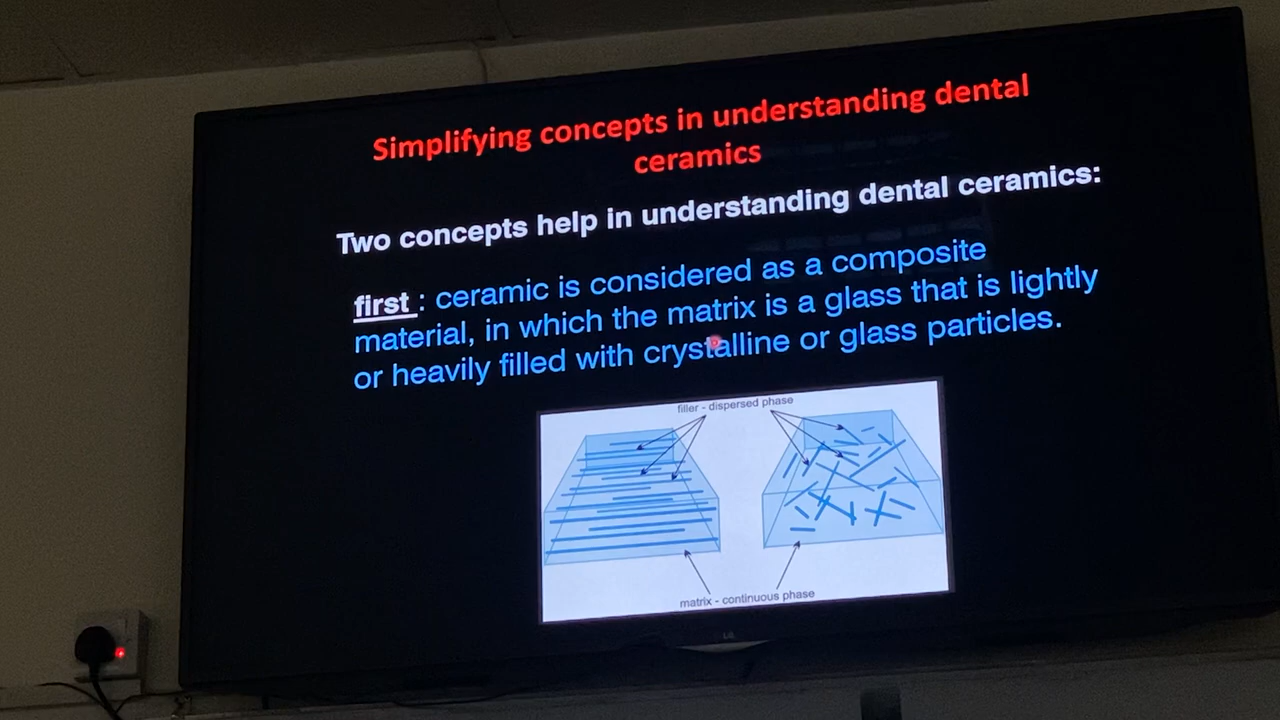 Simplifying concepts in understanding dental
ceramics
Two concepts help in understanding dental ceramics:
first : ceramic is considered as a composite
material, in which the matrix is a glass that is lightly
or heavily filled with crystalline or glass particles.
filler - dispersed phase
matrix - continuous phase
LG